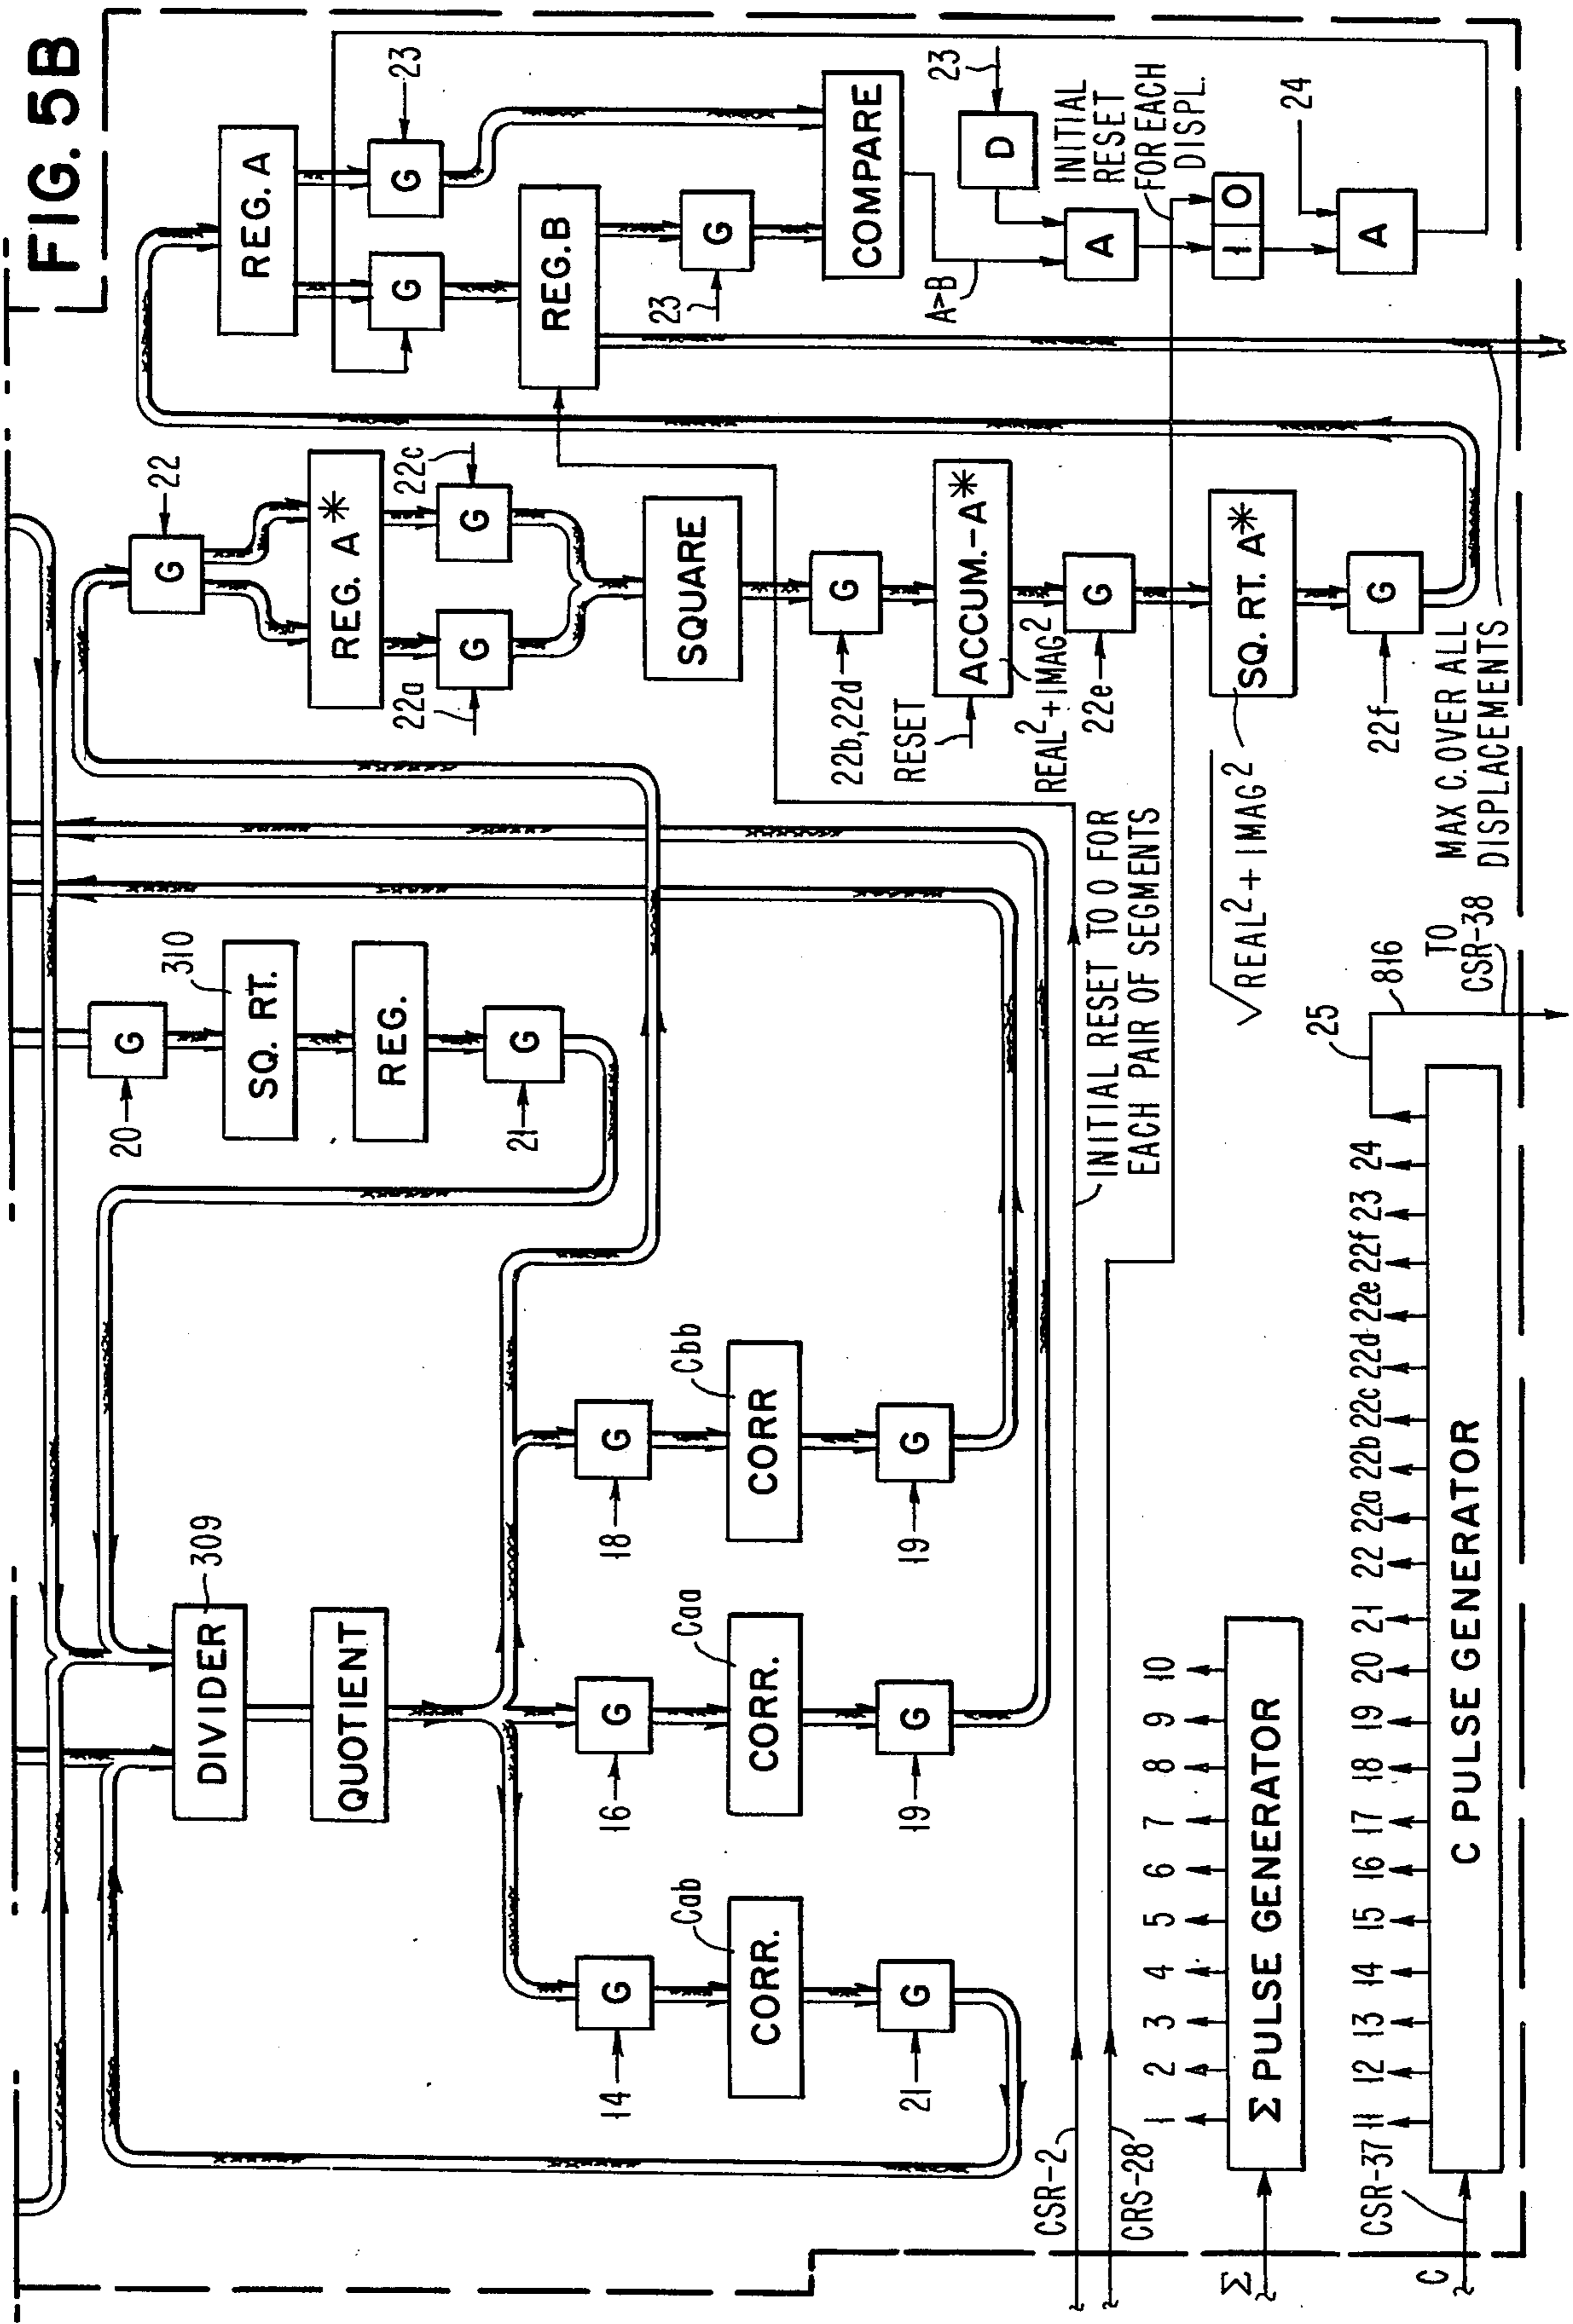 FIG. 5B
DIVIDER
309
QUOTIENT
G
14
CORR.
Cab
G
21
G
16
CORR.
Caa
G
19
G
18
CORR
Cbb
G
19
G
20
SQ. RT.
310
REG.
G
21
G
22
REG. A*
G
22a
G
22c
SQUARE
G
22b, 22d
ACCUM.-A*
RESET
REAL²+IMAG²
G
22e
SQ. RT. A*
√REAL²+IMAG²
G
22f
MAX C. OVER ALL
DISPLACEMENTS
REG. A
G
G
23
REG. B
G
23
COMPARE
A>B
D
23
A
INITIAL
RESET
FOR EACH
DISPL.
1 0
A
24
CSR-2
CRS-28
INITIAL RESET TO 0 FOR
EACH PAIR OF SEGMENTS
1 2 3 4 5 6 7 8 9 10
Σ PULSE GENERATOR
Σ
11 12 13 14 15 16 17 18 19 20 21 22 22a 22b 22c 22d 22e 22f 23 24
25
816
TO
CSR-38
C PULSE GENERATOR
CSR-37
C